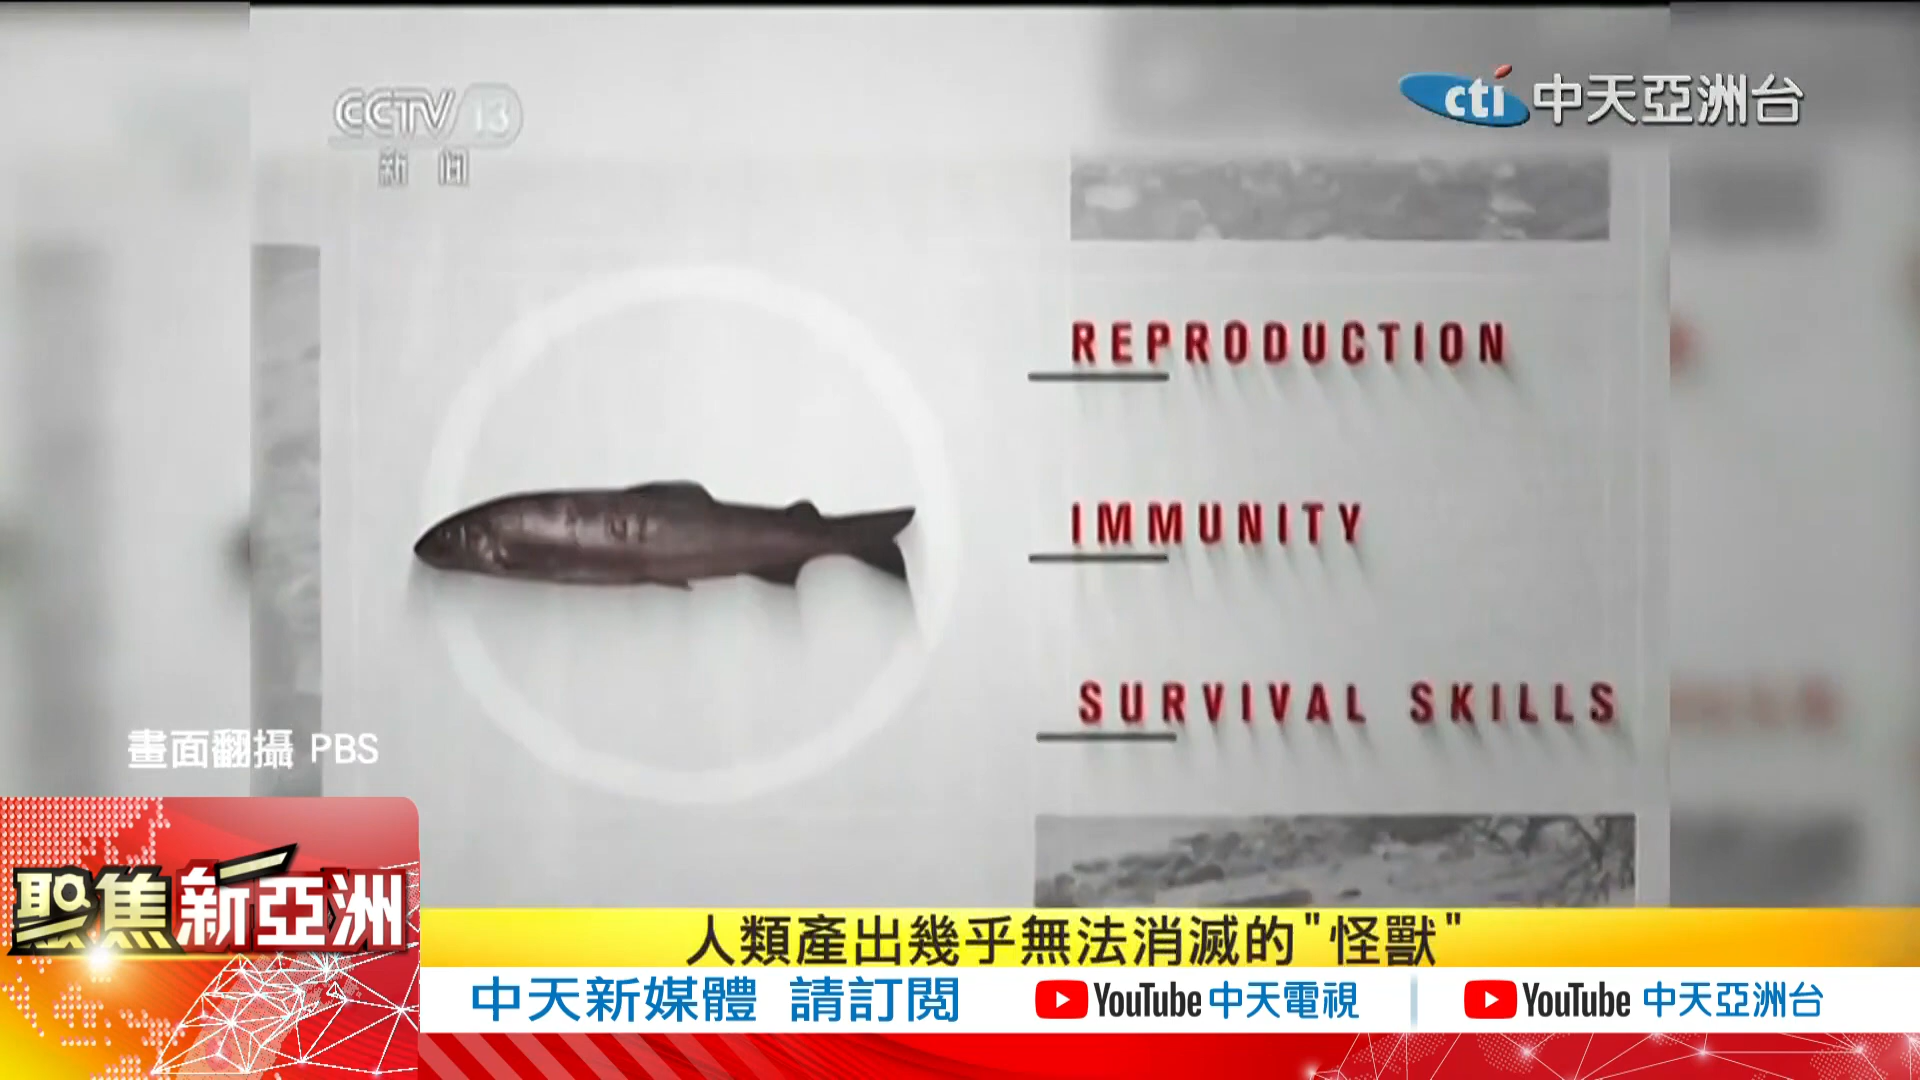 CCTV 13
新闻
cti 中天亞洲台
REPRODUCTION
IMMUNITY
SURVIVAL SKILLS
畫面翻攝 PBS
聚焦新亞洲
人類產出幾乎無法消滅的"怪獸"
中天新媒體 請訂閱 YouTube 中天電視 YouTube 中天亞洲台